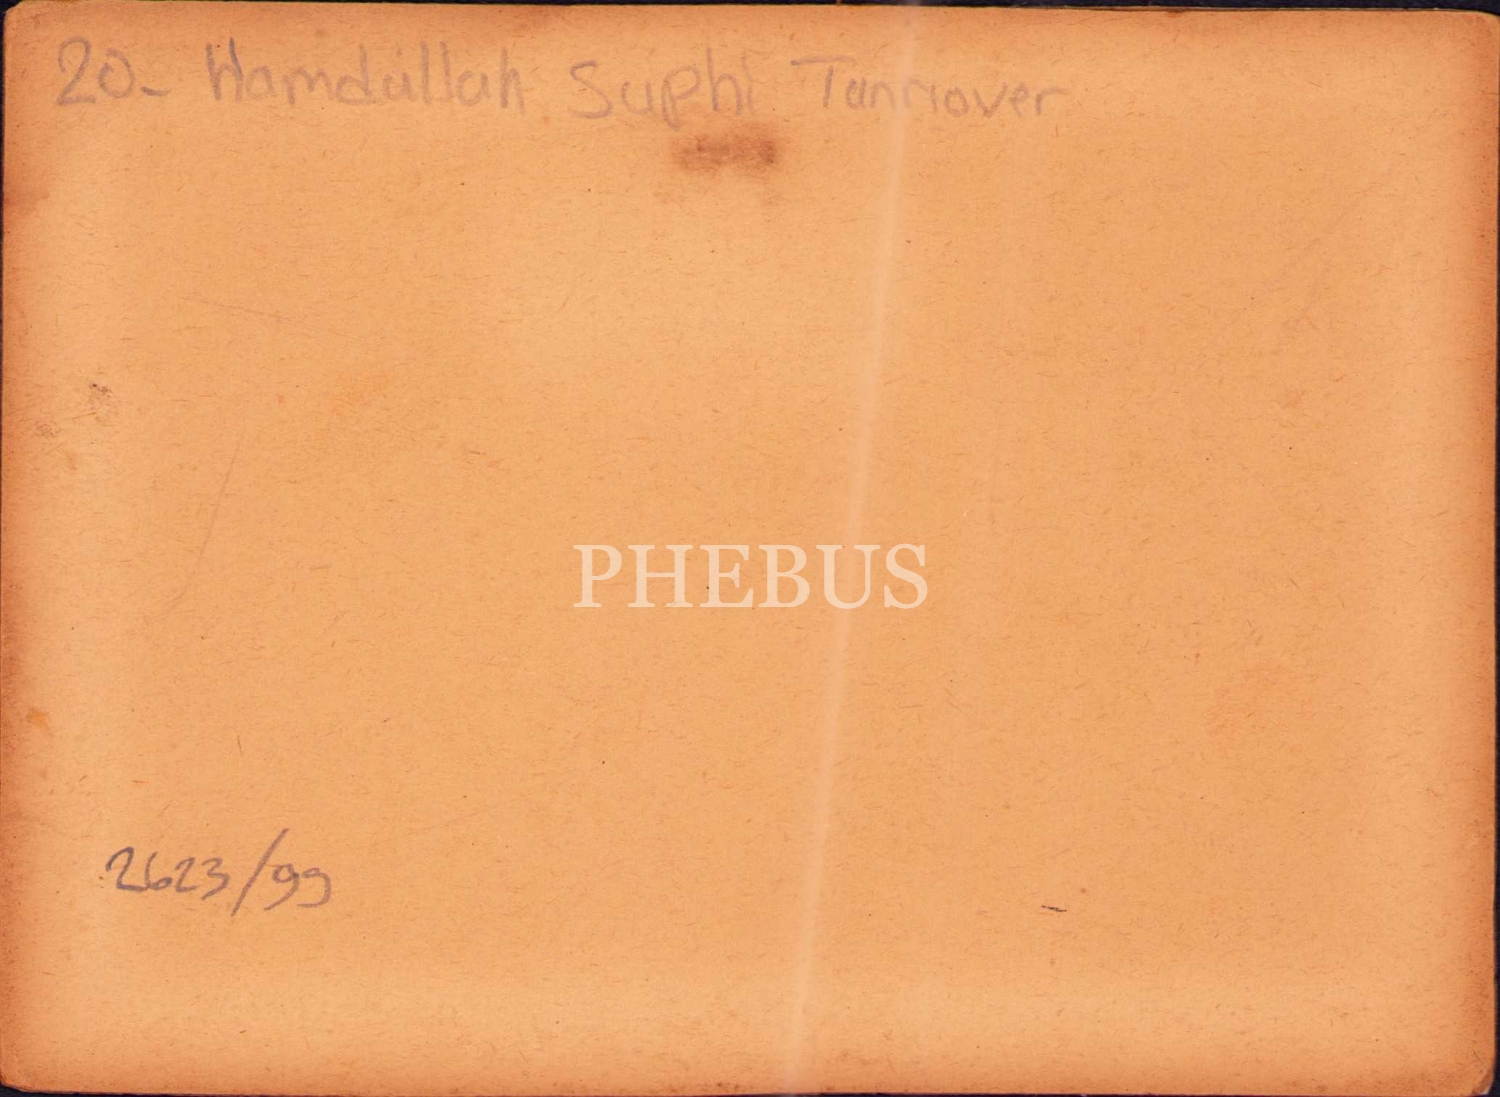 20- Hamdullah Suphi Tanrıover
PHEBUS
2623/99